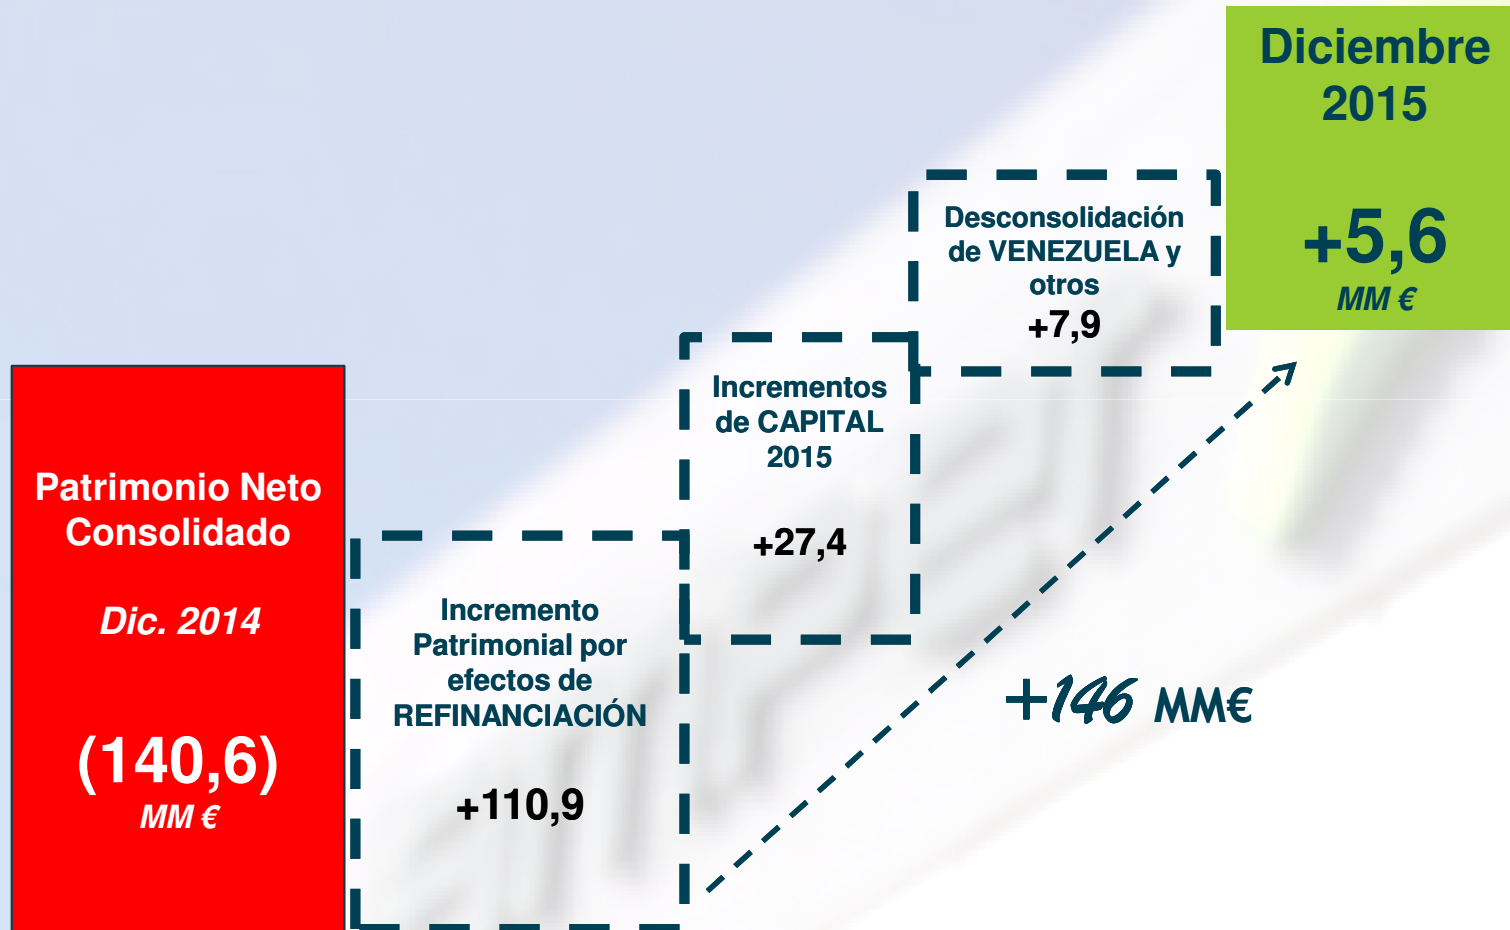 Patrimonio Neto
Consolidado
Dic. 2014
(140,6)
MM €
Incremento
Patrimonial por
efectos de
REFINANCIACIÓN
+110,9
Incrementos
de CAPITAL
2015
+27,4
Desconsolidación
de VENEZUELA y
otros
+7,9
Diciembre
2015
+5,6
MM €
+146 MM€